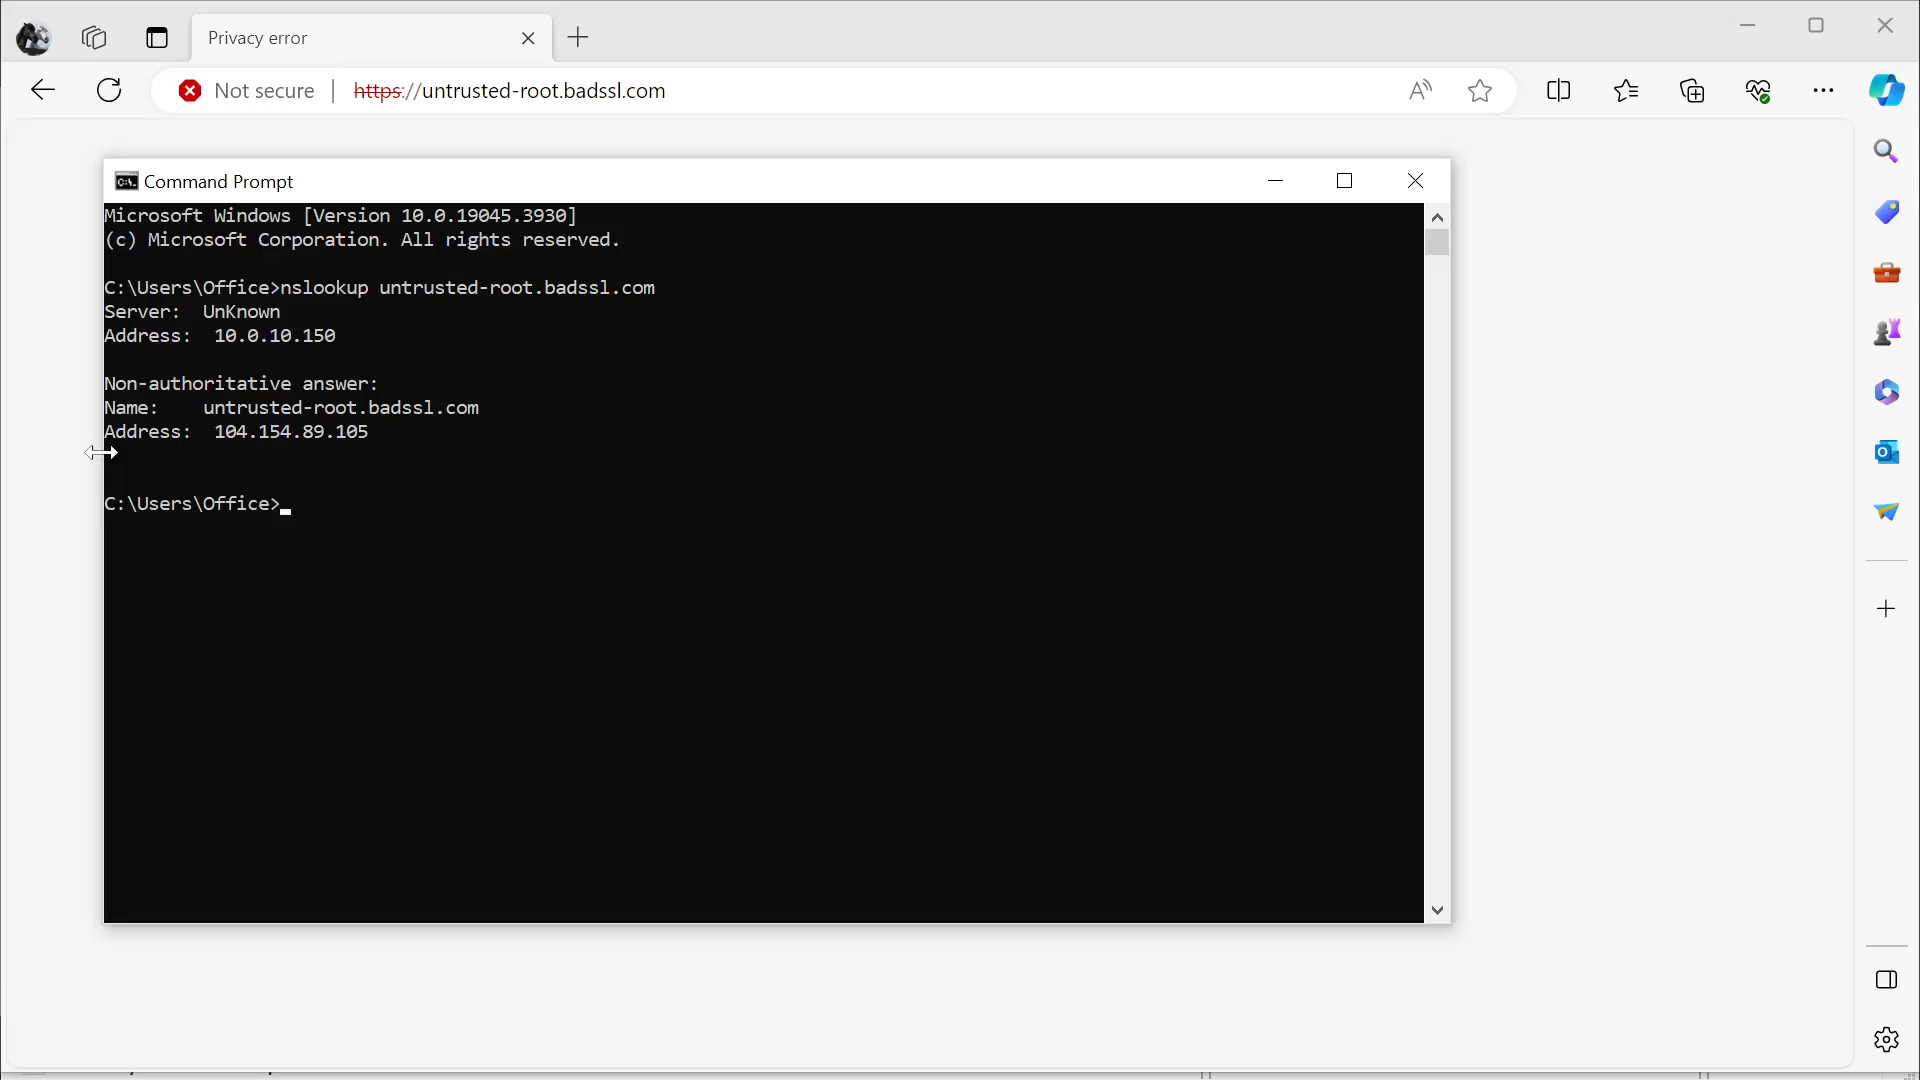 Privacy error
Not secure
https://untrusted-root.badssl.com
Command Prompt
Microsoft Windows [Version 10.0.19045.3930]
(c) Microsoft Corporation. All rights reserved.
C:\Users\Office>nslookup untrusted-root.badssl.com
Server:  UnKnown
Address:  10.0.10.150
Non-authoritative answer:
Name:    untrusted-root.badssl.com
Address:  104.154.89.105
C:\Users\Office>